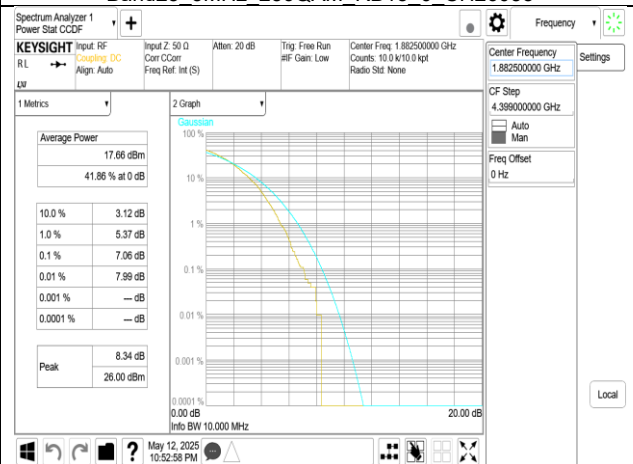 Spectrum Analyzer 1
Power Stat CCDF
Frequency
KEYSIGHT
Input: RF
Input Z: 50 Ω
Atten: 20 dB
Trig: Free Run
Center Freq: 1.882500000 GHz
RL
Coupling: DC
Corr CCorr
#IF Gain: Low
Counts: 10.0 k/10.0 kpt
Align: Auto
Freq Ref: Int (S)
Radio Std: None
LXI
Center Frequency
1.882500000 GHz
Settings
CF Step
4.399000000 GHz
Auto
Man
Freq Offset
0 Hz
1 Metrics
2 Graph
Average Power
17.66 dBm
41.86 % at 0 dB
10.0 % 3.12 dB
1.0 % 5.37 dB
0.1 % 7.06 dB
0.01 % 7.99 dB
0.001 % — dB
0.0001 % — dB
Peak
8.34 dB
26.00 dBm
Gaussian
100 %
10 %
1 %
0.1 %
0.01 %
0.001 %
0.0001 %
0.00 dB
20.00 dB
Info BW 10.000 MHz
Local
?
May 12, 2025
10:52:58 PM